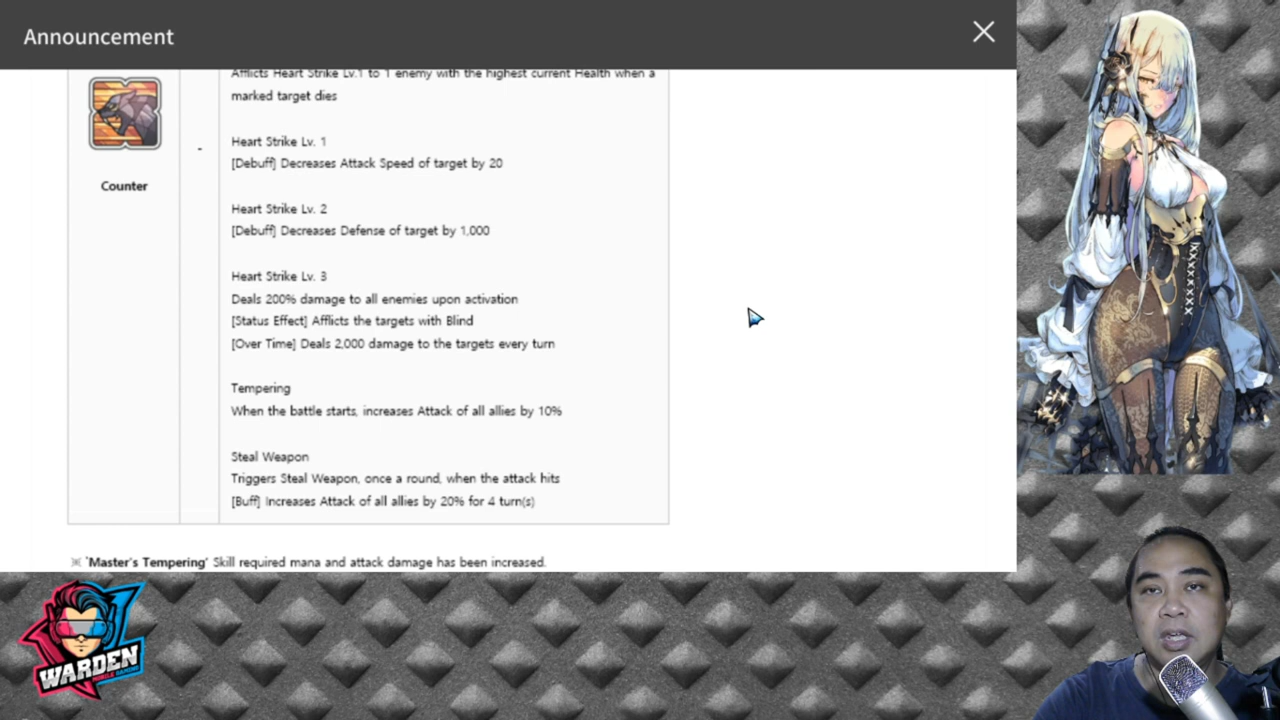 Announcement
Afflicts Heart Strike Lv.1 to 1 enemy with the highest current Health when a
marked target dies
-
Counter
Heart Strike Lv. 1
[Debuff] Decreases Attack Speed of target by 20
Heart Strike Lv. 2
[Debuff] Decreases Defense of target by 1,000
Heart Strike Lv. 3
Deals 200% damage to all enemies upon activation
[Status Effect] Afflicts the targets with Blind
[Over Time] Deals 2,000 damage to the targets every turn
Tempering
When the battle starts, increases Attack of all allies by 10%
Steal Weapon
Triggers Steal Weapon, once a round, when the attack hits
[Buff] Increases Attack of all allies by 20% for 4 turn(s)
※ 'Master's Tempering' Skill required mana and attack damage has been increased.
WARDEN
MOBILE GAMING